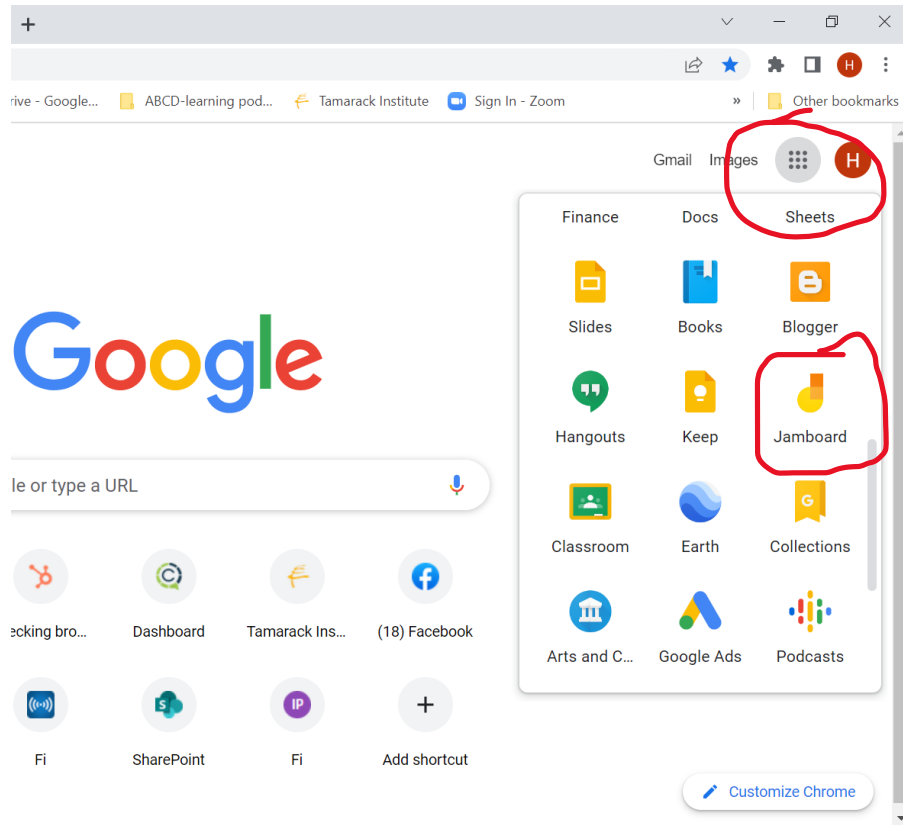 rive - Google... ABCD-learning pod... Tamarack Institute Sign In - Zoom » Other bookmarks
H
Gmail Images H
Finance Docs Sheets
Slides Books Blogger
Hangouts Keep Jamboard
Classroom Earth Collections
G
Arts and C... Google Ads Podcasts
Google
le or type a URL
ecking bro... Dashboard Tamarack Ins... (18) Facebook
IP
Fi SharePoint Fi Add shortcut
Customize Chrome